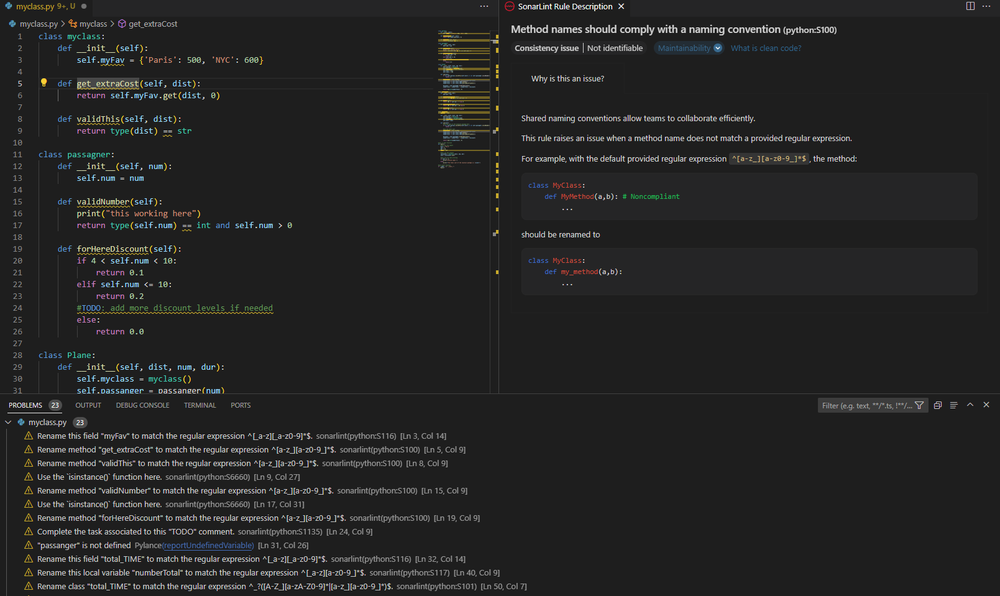 myclass.py 9+, U
myclass.py > myclass > get_extraCost
1 class myclass:
2 def __init__(self):
3 self.myFav = {'Paris': 500, 'NYC': 600}
4
5 def get_extraCost(self, dist):
6 return self.myFav.get(dist, 0)
7
8 def validThis(self, dist):
9 return type(dist) == str
10
11 class passagner:
12 def __init__(self, num):
13 self.num = num
14
15 def validNumber(self):
16 print("this working here")
17 return type(self.num) == int and self.num > 0
18
19 def forHereDiscount(self):
20 if 4 < self.num < 10:
21 return 0.1
22 elif self.num <= 10:
23 return 0.2
24 #TODO: add more discount levels if needed
25 else:
26 return 0.0
27
28 class Plane:
29 def __init__(self, dist, num, dur):
30 self.myclass = myclass()
31 self.passanger = passanger(num)
SonarLint Rule Description
Method names should comply with a naming convention (python:S100)
Consistency issue | Not identifiable Maintainability What is clean code?
Why is this an issue?
Shared naming conventions allow teams to collaborate efficiently.
This rule raises an issue when a method name does not match a provided regular expression.
For example, with the default provided regular expression ^[a-z_][a-z0-9_]*$, the method:
class MyClass:
def MyMethod(a,b): # Noncompliant
...
should be renamed to
class MyClass:
def my_method(a,b):
...
PROBLEMS 23 OUTPUT DEBUG CONSOLE TERMINAL PORTS
Filter (e.g. text, **/*.ts, !**/...
myclass.py 23
Rename this field "myFav" to match the regular expression ^[_a-z][_a-z0-9]*$. sonarlint(python:S116) [Ln 3, Col 14]
Rename method "get_extraCost" to match the regular expression ^[a-z_][a-z0-9_]*$. sonarlint(python:S100) [Ln 5, Col 9]
Rename method "validThis" to match the regular expression ^[a-z_][a-z0-9_]*$. sonarlint(python:S100) [Ln 8, Col 9]
Use the `isinstance()` function here. sonarlint(python:S6660) [Ln 9, Col 27]
Rename method "validNumber" to match the regular expression ^[a-z_][a-z0-9_]*$. sonarlint(python:S100) [Ln 15, Col 9]
Use the `isinstance()` function here. sonarlint(python:S6660) [Ln 17, Col 31]
Rename method "forHereDiscount" to match the regular expression ^[a-z_][a-z0-9_]*$. sonarlint(python:S100) [Ln 19, Col 9]
Complete the task associated to this "TODO" comment. sonarlint(python:S1135) [Ln 24, Col 9]
"passanger" is not defined Pylance(reportUndefinedVariable) [Ln 31, Col 26]
Rename this field "total_TIME" to match the regular expression ^[_a-z][_a-z0-9]*$. sonarlint(python:S116) [Ln 32, Col 14]
Rename this local variable "numberTotal" to match the regular expression ^[_a-z][a-z0-9_]*$. sonarlint(python:S117) [Ln 40, Col 9]
Rename class "total_TIME" to match the regular expression ^_?([A-Z_][a-zA-Z0-9]*|[a-z_][a-z0-9_]*)$. sonarlint(python:S101) [Ln 50, Col 7]